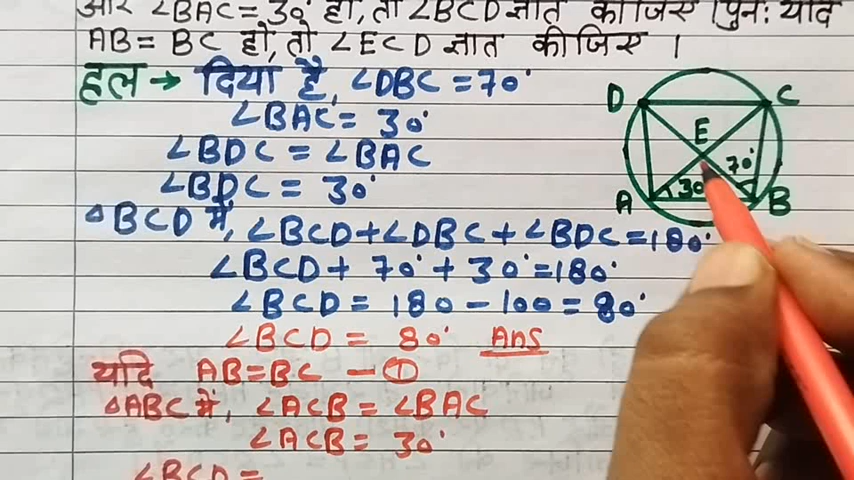 और ∠BAC=30° हो, तो ∠BCD ज्ञात कीजिए। पुनः यदि
AB= BC हो, तो ∠ECD ज्ञात कीजिए ।
हल → दिया है, ∠DBC =70°
∠BAC= 30°
∠BDC = ∠BAC
∠BDC = 30°
△BCD में, ∠BCD+∠DBC+∠BDC=180°
∠BCD+ 70°+30°=180°
∠BCD = 180-100=80°
∠BCD = 80° Ans
यदि AB=BC —①
△ABC में, ∠ACB = ∠BAC
∠ACB = 30°
∠BCD =
D C
E
70°
A 30 B